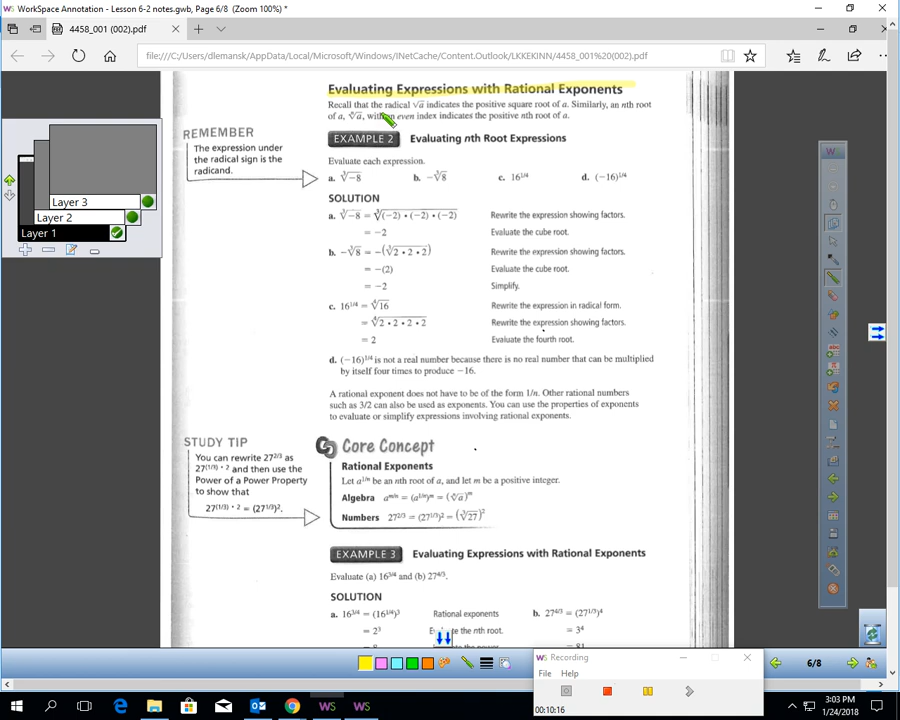 WorkSpace Annotation - Lesson 6-2 notes.gwb, Page 6/8 (Zoom 100%) *
4458_001 (002).pdf
file:///C:/Users/dlemansk/AppData/Local/Microsoft/Windows/INetCache/Content.Outlook/LKKEKINN/4458_001%20(002).pdf
Layer 3
Layer 2
Layer 1
Evaluating Expressions with Rational Exponents
Recall that the radical √a indicates the positive square root of a. Similarly, an nth root
of a, ⁿ√a, with an even index indicates the positive nth root of a.
REMEMBER
The expression under
the radical sign is the
radicand.
EXAMPLE 2 Evaluating nth Root Expressions
Evaluate each expression.
a. ³√−8 b. −³√8 c. 16^1/4 d. (−16)^1/4
SOLUTION
a. ³√−8 = ³√(−2) • (−2) • (−2) Rewrite the expression showing factors.
= −2 Evaluate the cube root.
b. −³√8 = −(³√2 • 2 • 2) Rewrite the expression showing factors.
= −(2) Evaluate the cube root.
= −2 Simplify.
c. 16^1/4 = ⁴√16 Rewrite the expression in radical form.
= ⁴√2 • 2 • 2 • 2 Rewrite the expression showing factors.
= 2 Evaluate the fourth root.
d. (−16)^1/4 is not a real number because there is no real number that can be multiplied
by itself four times to produce −16.
A rational exponent does not have to be of the form 1/n. Other rational numbers
such as 3/2 can also be used as exponents. You can use the properties of exponents
to evaluate or simplify expressions involving rational exponents.
STUDY TIP
You can rewrite 27^2/3 as
27^(1/3) • 2 and then use the
Power of a Power Property
to show that
27^(1/3) • 2 = (27^1/3)².
Core Concept
Rational Exponents
Let a^1/n be an nth root of a, and let m be a positive integer.
Algebra a^m/n = (a^1/n)^m = (ⁿ√a)^m
Numbers 27^2/3 = (27^1/3)² = (³√27)²
EXAMPLE 3 Evaluating Expressions with Rational Exponents
Evaluate (a) 16^3/4 and (b) 27^4/3.
SOLUTION
a. 16^3/4 = (16^1/4)³ Rational exponents b. 27^4/3 = (27^1/3)⁴
= 2³ Evaluate the nth root. = 3⁴
= 8 = 81
W
WS Recording
File Help
00:10:16
6/8
3:03 PM
1/24/2018